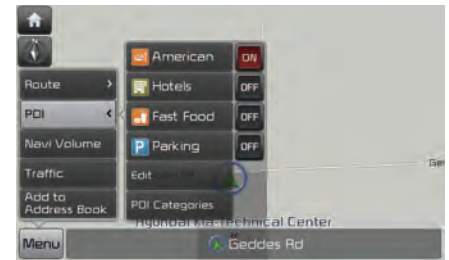 American ON
Route >
Hotels OFF
POI <
Fast Food OFF
Navi Volume
P Parking OFF
Traffic
Edit
Add to
Address Book
POI Categories
Hyundai Kia Technical Center
Menu
Geddes Rd